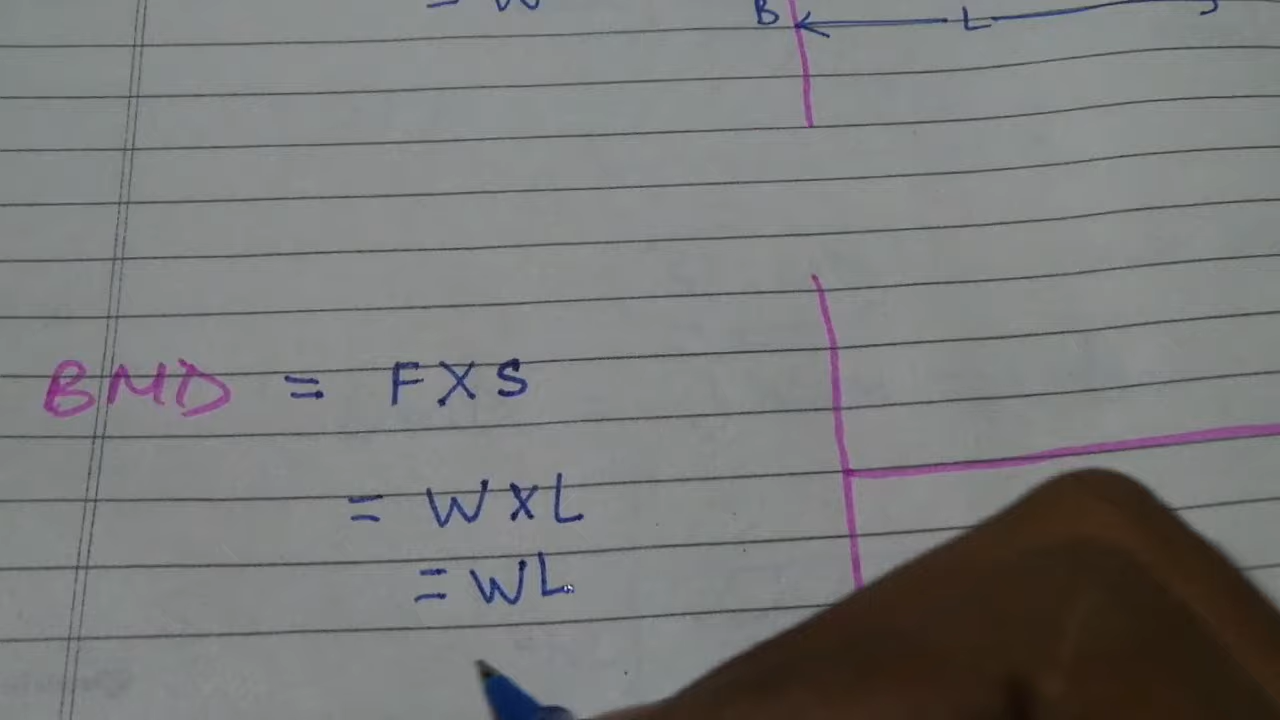 = W
B L
BMD = F X S
= W X L
= WL